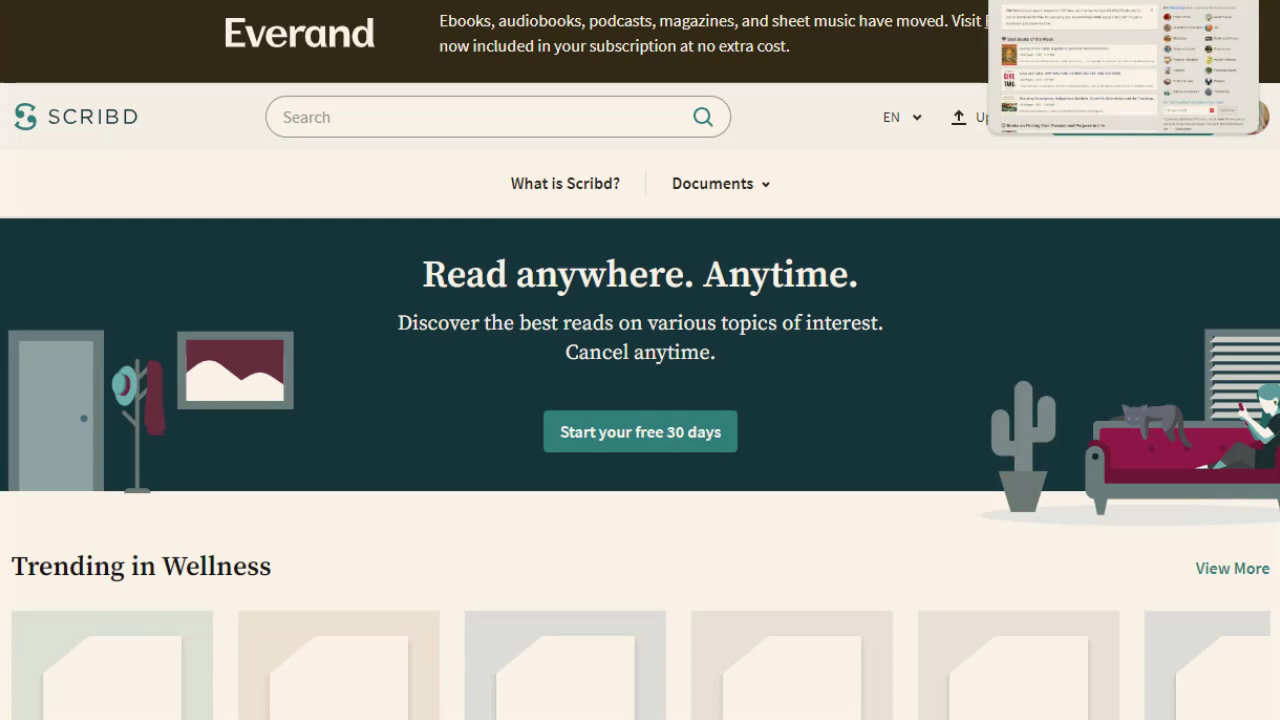 Everand
Ebooks, audiobooks, podcasts, magazines, and sheet music have moved. Visit
now included in your subscription at no extra cost.
SCRIBD
Search
EN
What is Scribd?
Documents
Read anywhere. Anytime.
Discover the best reads on various topics of interest.
Cancel anytime.
Start your free 30 days
Trending in Wellness
View More